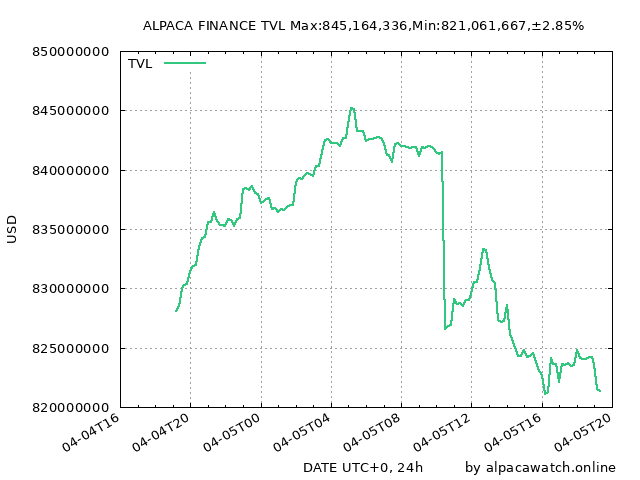 ALPACA FINANCE TVL Max:845,164,336,Min:821,061,667,±2.85%
TVL
850000000
845000000
840000000
835000000
830000000
825000000
820000000
USD
04-04T16
04-04T20
04-05T00
04-05T04
04-05T08
04-05T12
04-05T16
04-05T20
DATE UTC+0, 24h
by alpacawatch.online